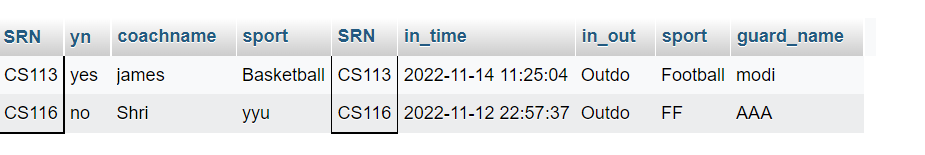 SRN yn coachname sport SRN in_time in_out sport guard_name
CS113 yes james Basketball CS113 2022-11-14 11:25:04 Outdo Football modi
CS116 no Shri yyu CS116 2022-11-12 22:57:37 Outdo FF AAA